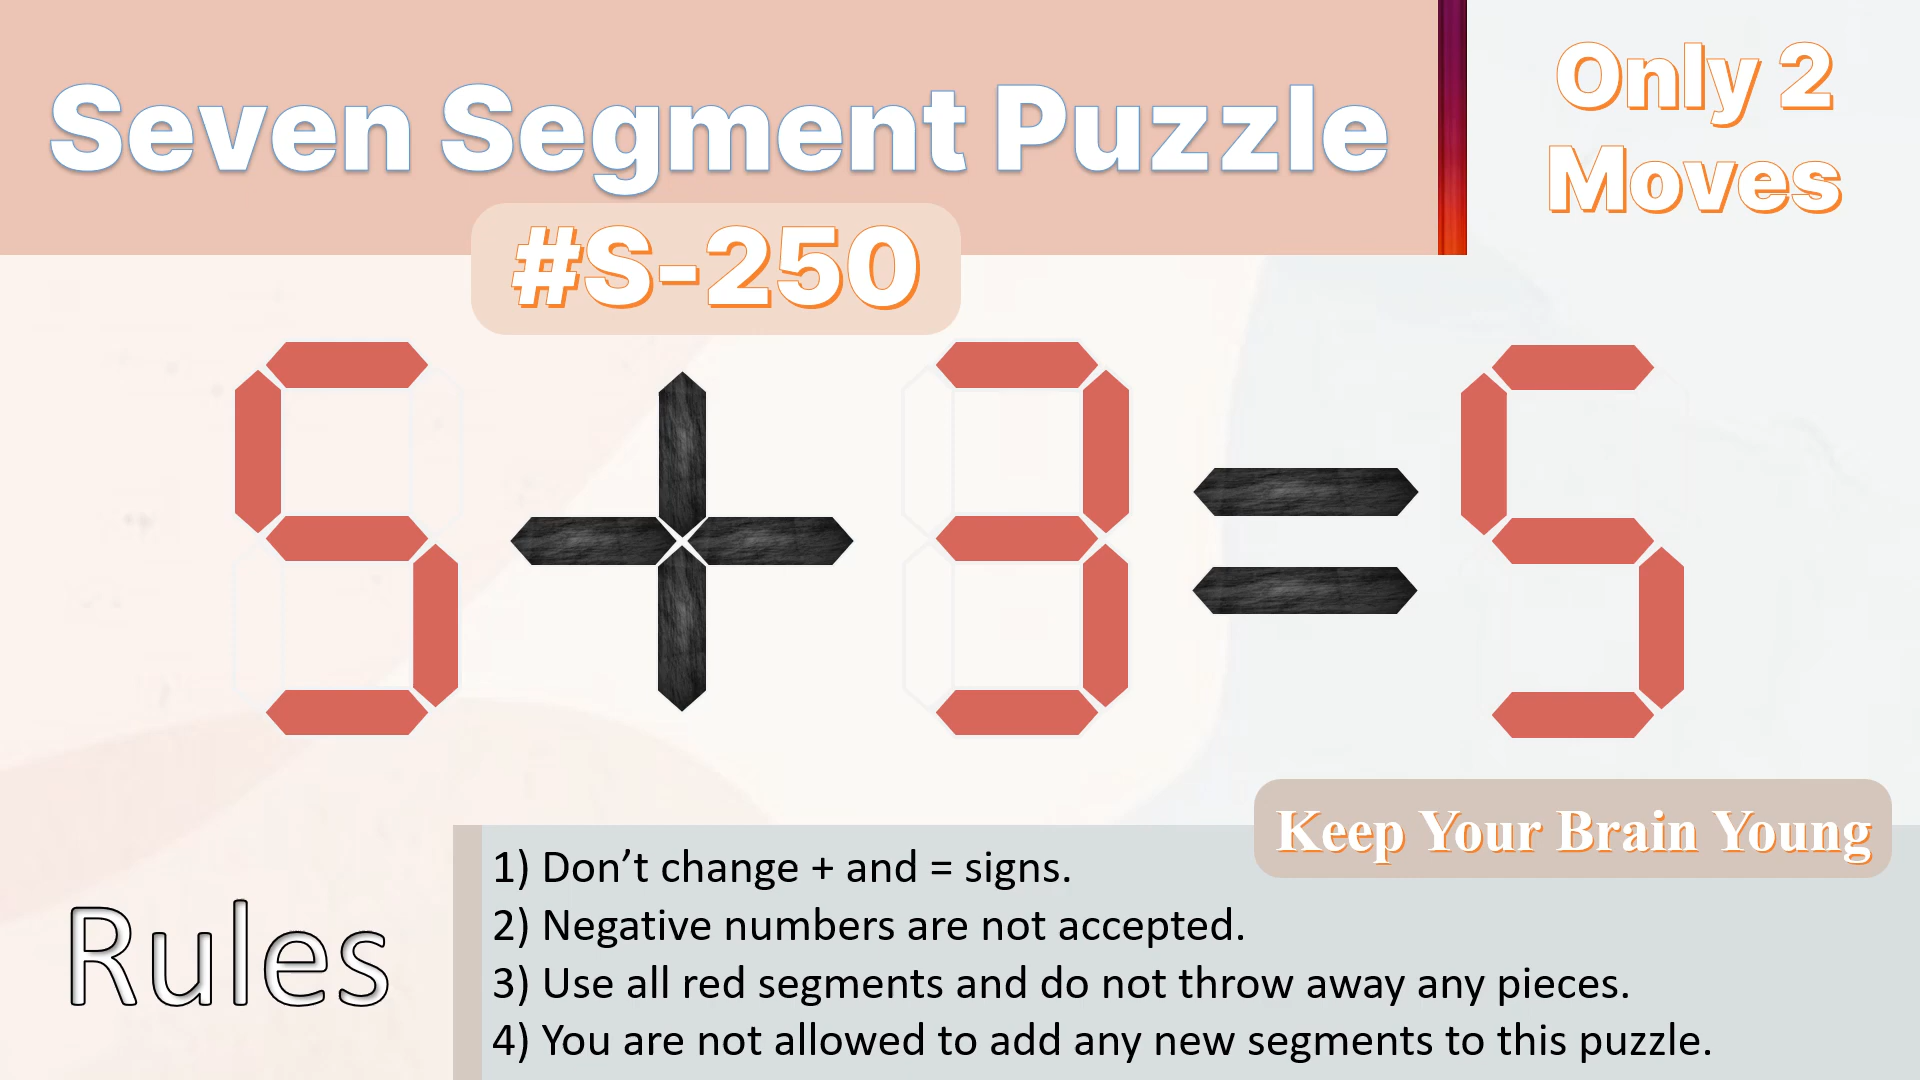 Seven Segment Puzzle
Only 2
Moves
#S-250
5 + 3 = 5
Keep Your Brain Young
Rules
1) Don’t change + and = signs.
2) Negative numbers are not accepted.
3) Use all red segments and do not throw away any pieces.
4) You are not allowed to add any new segments to this puzzle.